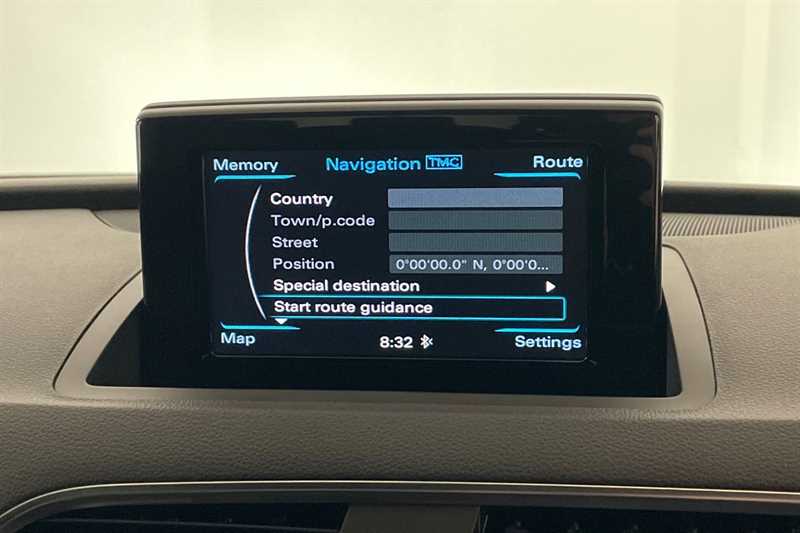 Memory Navigation TMC Route
Country
Town/p.code
Street
Position 0°00'00.0" N, 0°00'0...
Special destination
Start route guidance
Map 8:32 Settings